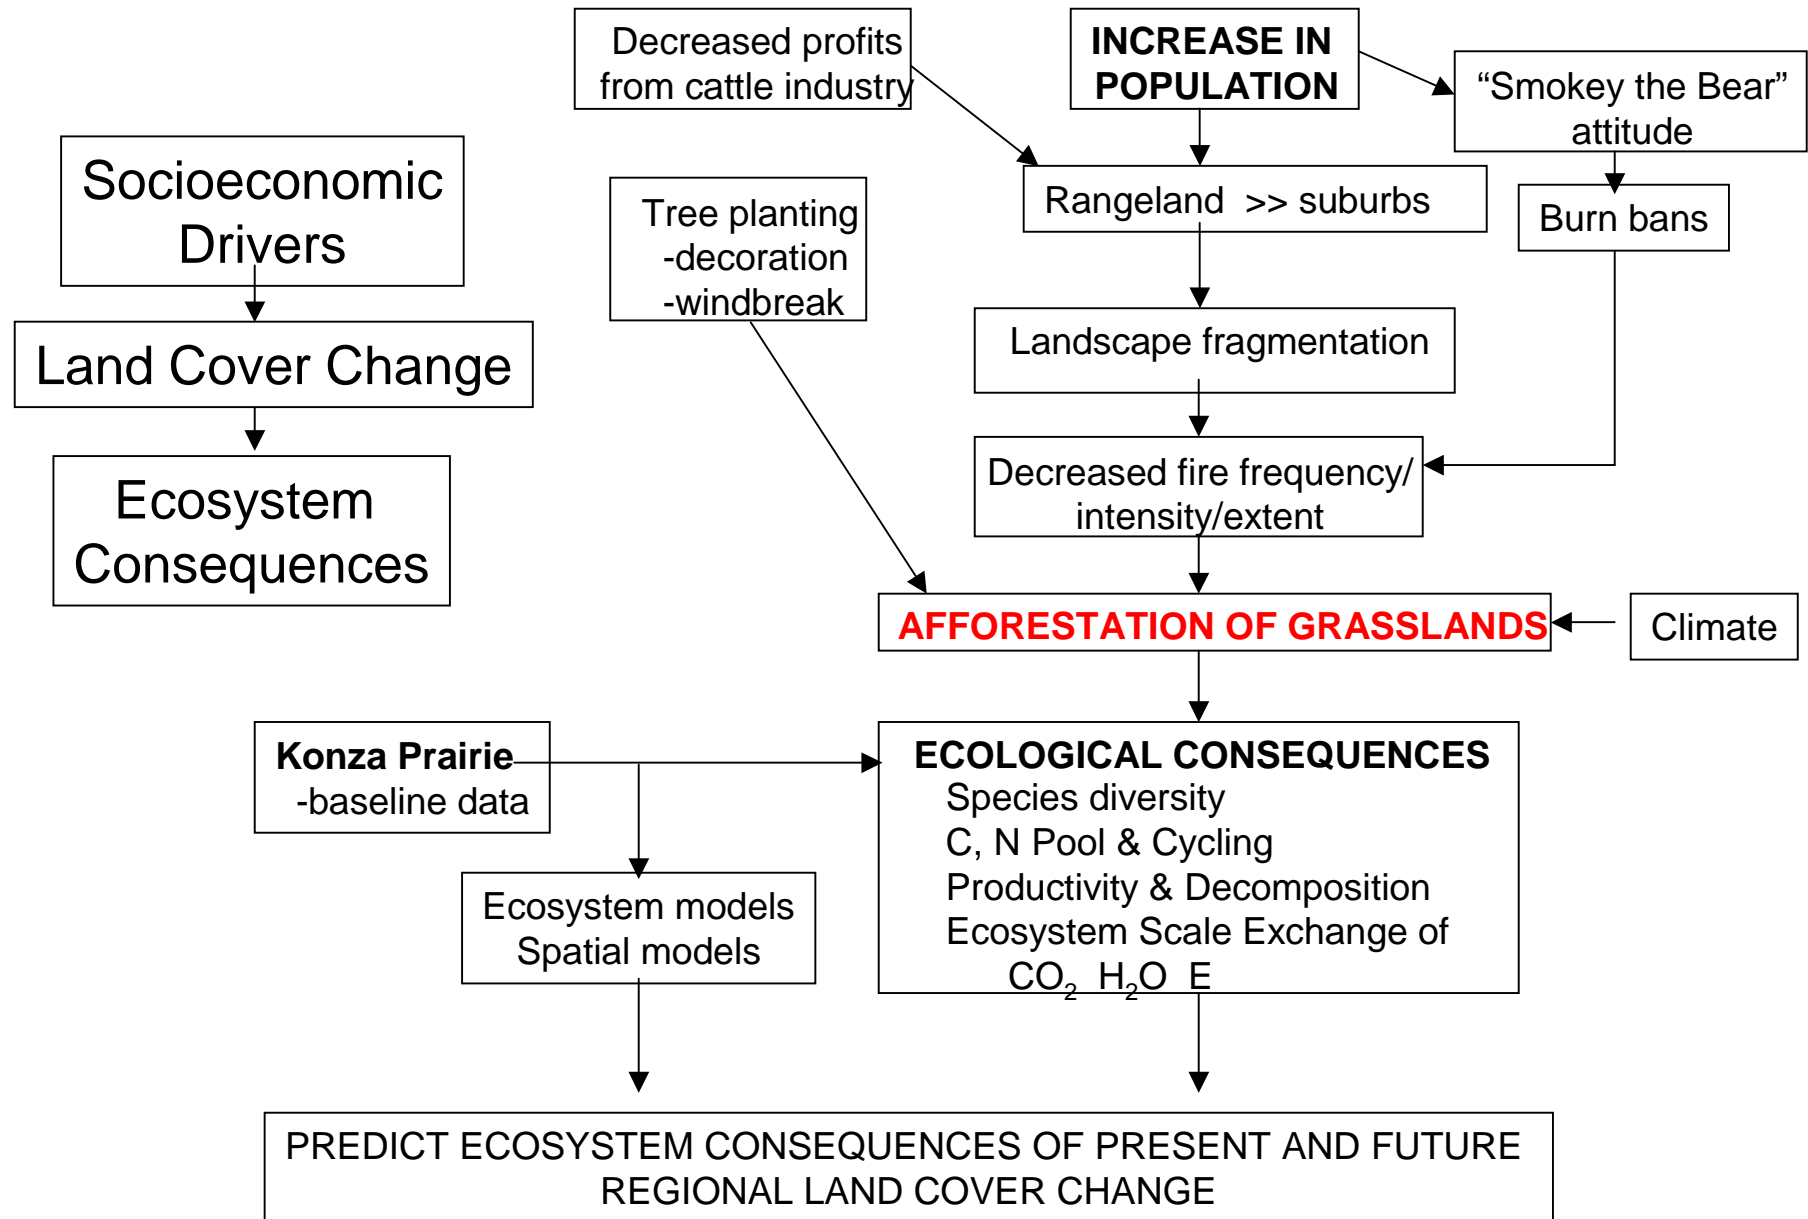 Decreased profits
from cattle industry
INCREASE IN
POPULATION
“Smokey the Bear”
attitude
Socioeconomic
Drivers
Tree planting
-decoration
-windbreak
Rangeland >> suburbs
Burn bans
Land Cover Change
Landscape fragmentation
Ecosystem
Consequences
Decreased fire frequency/
intensity/extent
AFFORESTATION OF GRASSLANDS
Climate
Konza Prairie
-baseline data
ECOLOGICAL CONSEQUENCES
Species diversity
C, N Pool & Cycling
Productivity & Decomposition
Ecosystem Scale Exchange of
CO₂ H₂O E
Ecosystem models
Spatial models
PREDICT ECOSYSTEM CONSEQUENCES OF PRESENT AND FUTURE
REGIONAL LAND COVER CHANGE